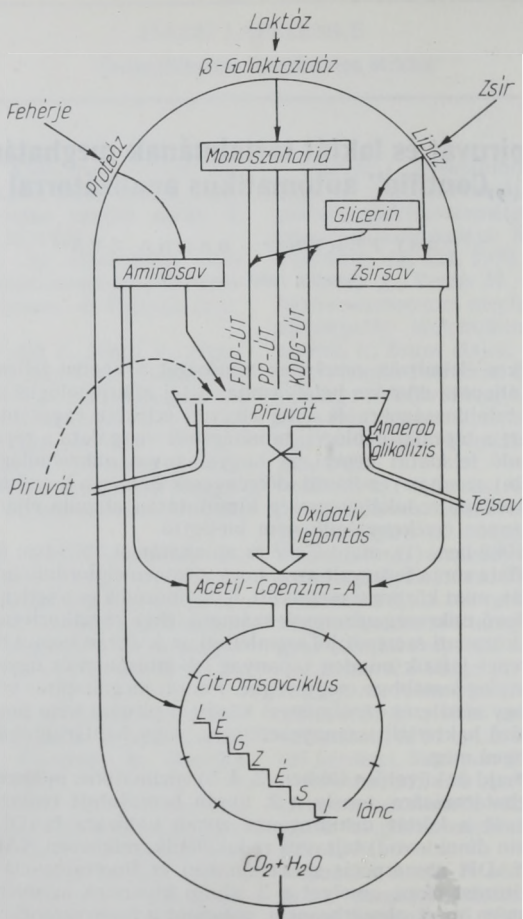 Laktóz
β-Galaktozidáz
Fehérje
Zsír
Proteáz
Lipáz
Monoszaharid
Glicerin
Aminósav
Zsírsav
FDP-ÚT
PP-ÚT
KDPG-ÚT
Piruvát
Anaerob
glikolízis
Piruvát
Tejsav
Oxidatív
lebontás
Acetil-Coenzim-A
Citromsavciklus
L
É
G
Z
É
S
I
lánc
CO₂+H₂O